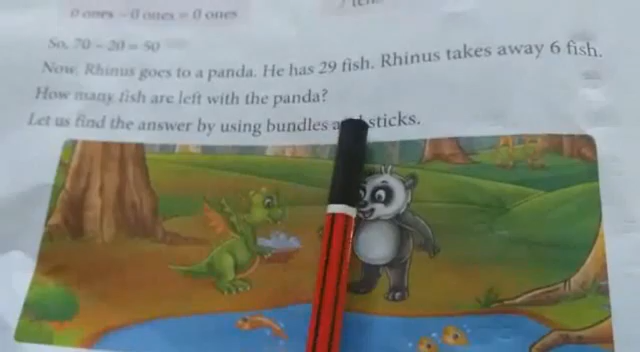 0 ones - 0 ones = 0 ones
So, 70 - 20 = 50
Now, Rhinus goes to a panda. He has 29 fish. Rhinus takes away 6 fish.
How many fish are left with the panda?
Let us find the answer by using bundles sticks.